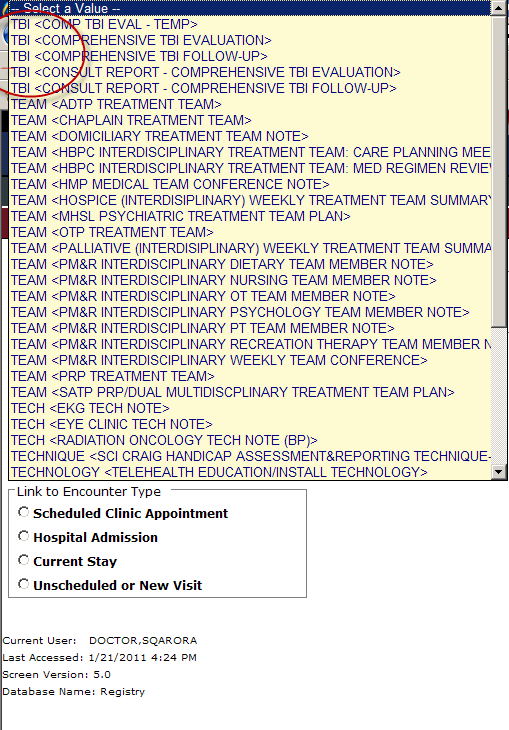 -- Select a Value --
TBI <COMP TBI EVAL - TEMP>
TBI <COMPREHENSIVE TBI EVALUATION>
TBI <COMPREHENSIVE TBI FOLLOW-UP>
TBI <CONSULT REPORT - COMPREHENSIVE TBI EVALUATION>
TBI <CONSULT REPORT - COMPREHENSIVE TBI FOLLOW-UP>
TEAM <ADTP TREATMENT TEAM>
TEAM <CHAPLAIN TREATMENT TEAM>
TEAM <DOMICILIARY TREATMENT TEAM NOTE>
TEAM <HBPC INTERDISCIPLINARY TREATMENT TEAM: CARE PLANNING MEE
TEAM <HBPC INTERDISCIPLINARY TREATMENT TEAM: MED REGIMEN REVIEW
TEAM <HMP MEDICAL TEAM CONFERENCE NOTE>
TEAM <HOSPICE (INTERDISIPLINARY) WEEKLY TREATMENT TEAM SUMMARY
TEAM <MHSL PSYCHIATRIC TREATMENT TEAM PLAN>
TEAM <OTP TREATMENT TEAM>
TEAM <PALLIATIVE (INTERDISIPLINARY) WEEKLY TREATMENT TEAM SUMMA
TEAM <PM&R INTERDISCIPLINARY DIETARY TEAM MEMBER NOTE>
TEAM <PM&R INTERDISCIPLINARY NURSING TEAM MEMBER NOTE>
TEAM <PM&R INTERDISCIPLINARY OT TEAM MEMBER NOTE>
TEAM <PM&R INTERDISCIPLINARY PSYCHOLOGY TEAM MEMBER NOTE>
TEAM <PM&R INTERDISCIPLINARY PT TEAM MEMBER NOTE>
TEAM <PM&R INTERDISCIPLINARY RECREATION THERAPY TEAM MEMBER N
TEAM <PM&R INTERDISCIPLINARY WEEKLY TEAM CONFERENCE>
TEAM <PRP TREATMENT TEAM>
TEAM <SATP PRP/DUAL MULTIDISCPLINARY TREATMENT TEAM PLAN>
TECH <EKG TECH NOTE>
TECH <EYE CLINIC TECH NOTE>
TECH <RADIATION ONCOLOGY TECH NOTE (BP)>
TECHNIQUE <SCI CRAIG HANDICAP ASSESSMENT&REPORTING TECHNIQUE-
TECHNOLOGY <TELEHEALTH EDUCATION/INSTALL TECHNOLOGY>
Link to Encounter Type
Scheduled Clinic Appointment
Hospital Admission
Current Stay
Unscheduled or New Visit
Current User: DOCTOR,SQARORA
Last Accessed: 1/21/2011 4:24 PM
Screen Version: 5.0
Database Name: Registry